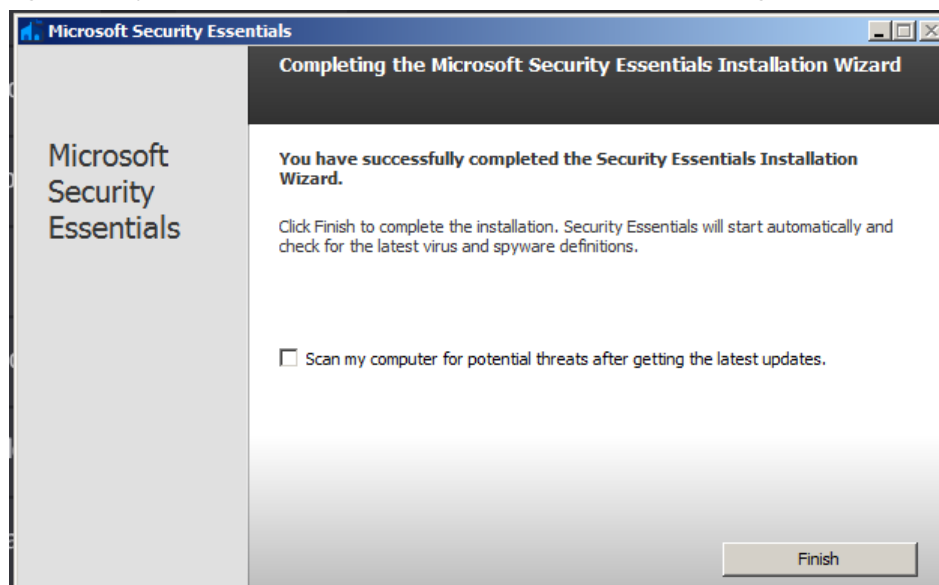 Microsoft Security Essentials
Completing the Microsoft Security Essentials Installation Wizard
Microsoft
Security
Essentials
You have successfully completed the Security Essentials Installation
Wizard.
Click Finish to complete the installation. Security Essentials will start automatically and
check for the latest virus and spyware definitions.
Scan my computer for potential threats after getting the latest updates.
Finish